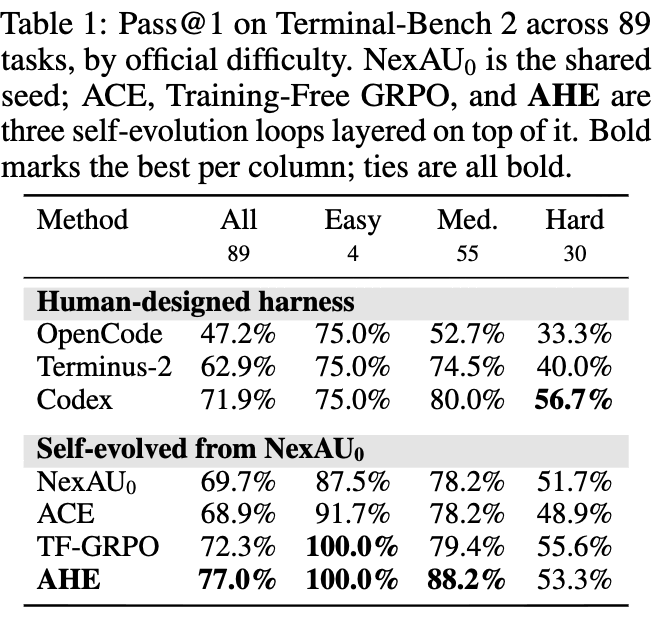 Table 1: Pass@1 on Terminal-Bench 2 across 89
tasks, by official difficulty. NexAU₀ is the shared
seed; ACE, Training-Free GRPO, and AHE are
three self-evolution loops layered on top of it. Bold
marks the best per column; ties are all bold.
Method All Easy Med. Hard
89 4 55 30
Human-designed harness
OpenCode 47.2% 75.0% 52.7% 33.3%
Terminus-2 62.9% 75.0% 74.5% 40.0%
Codex 71.9% 75.0% 80.0% 56.7%
Self-evolved from NexAU₀
NexAU₀ 69.7% 87.5% 78.2% 51.7%
ACE 68.9% 91.7% 78.2% 48.9%
TF-GRPO 72.3% 100.0% 79.4% 55.6%
AHE 77.0% 100.0% 88.2% 53.3%